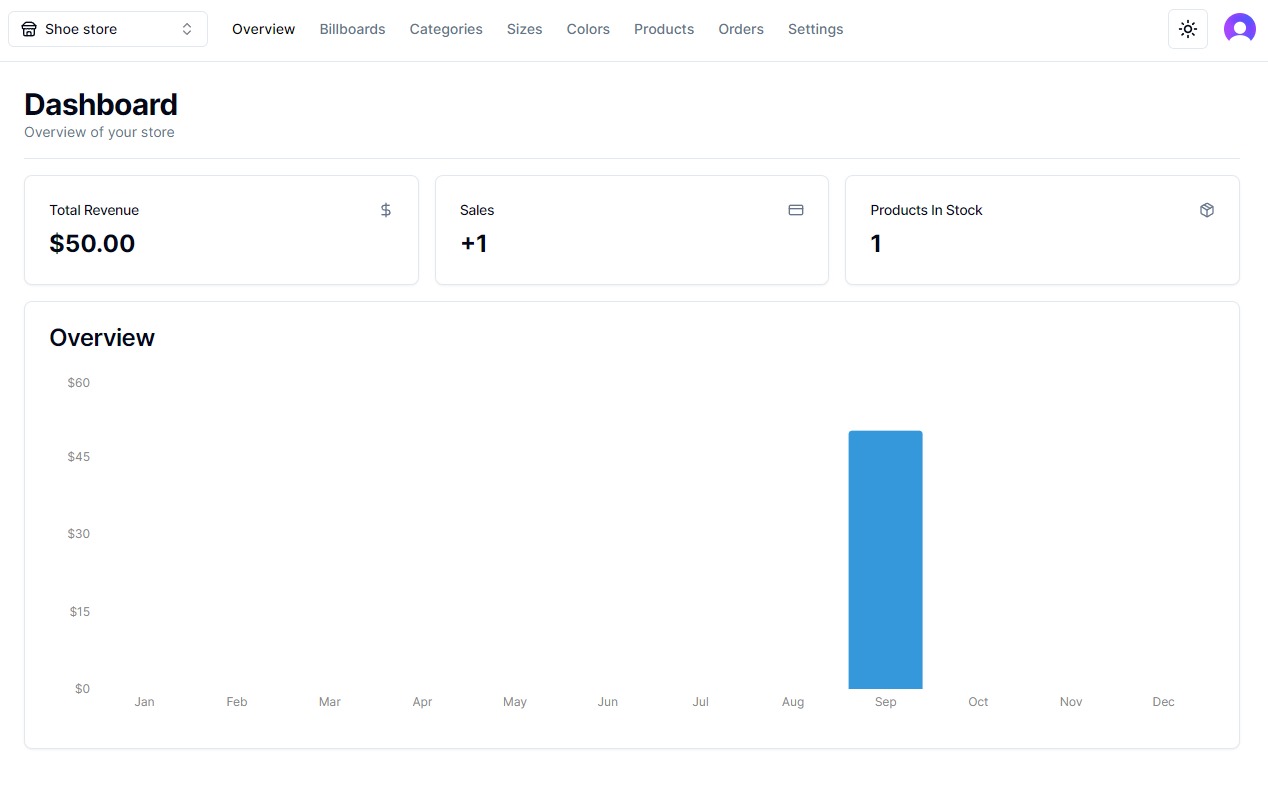 Shoe store Overview Billboards Categories Sizes Colors Products Orders Settings
Dashboard
Overview of your store
Total Revenue
$50.00
Sales
+1
Products In Stock
1
Overview
$60
$45
$30
$15
$0
Jan Feb Mar Apr May Jun Jul Aug Sep Oct Nov Dec